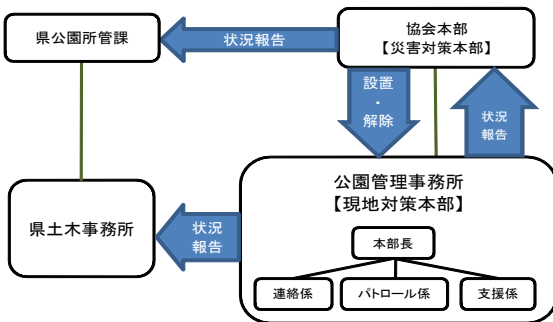 県公園所管課
状況報告
協会本部
【災害対策本部】
設置
・
解除
状況
報告
公園管理事務所
【現地対策本部】
県土木事務所
状況
報告
本部長
連絡係
パトロール係
支援係